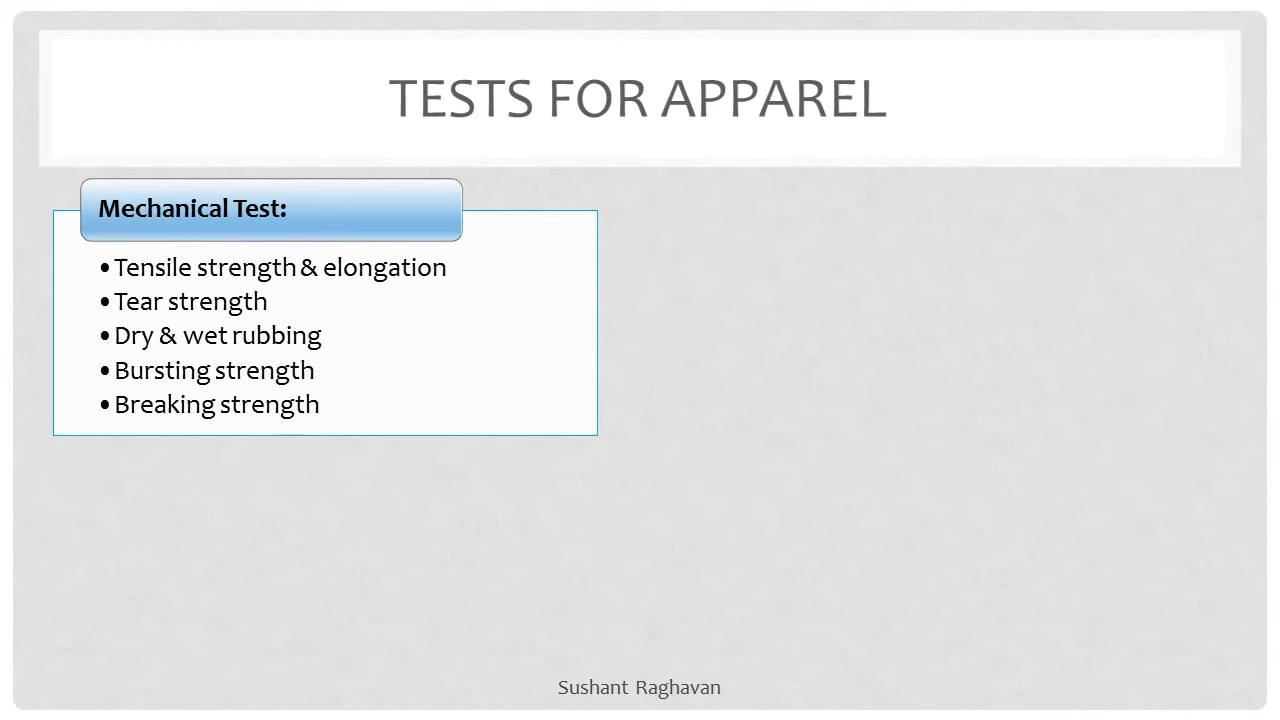 TESTS FOR APPAREL
Mechanical Test:
•Tensile strength & elongation
•Tear strength
•Dry & wet rubbing
•Bursting strength
•Breaking strength
Sushant Raghavan